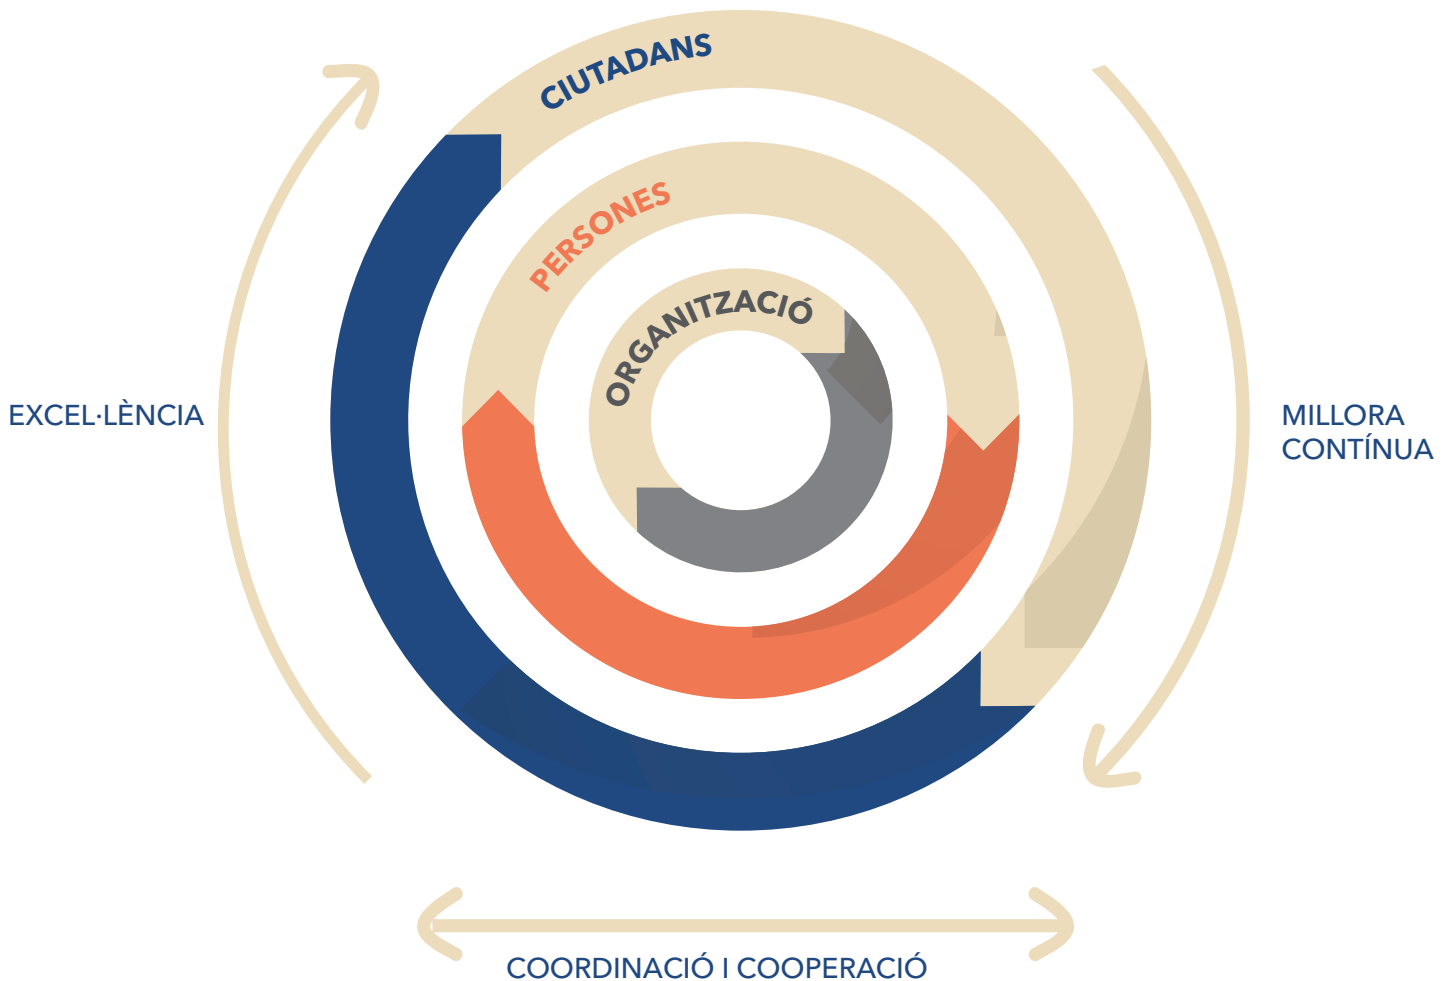 CIUTADANS
PERSONES
ORGANITZACIÓ
EXCEL·LÈNCIA
MILLORA
CONTÍNUA
COORDINACIÓ I COOPERACIÓ